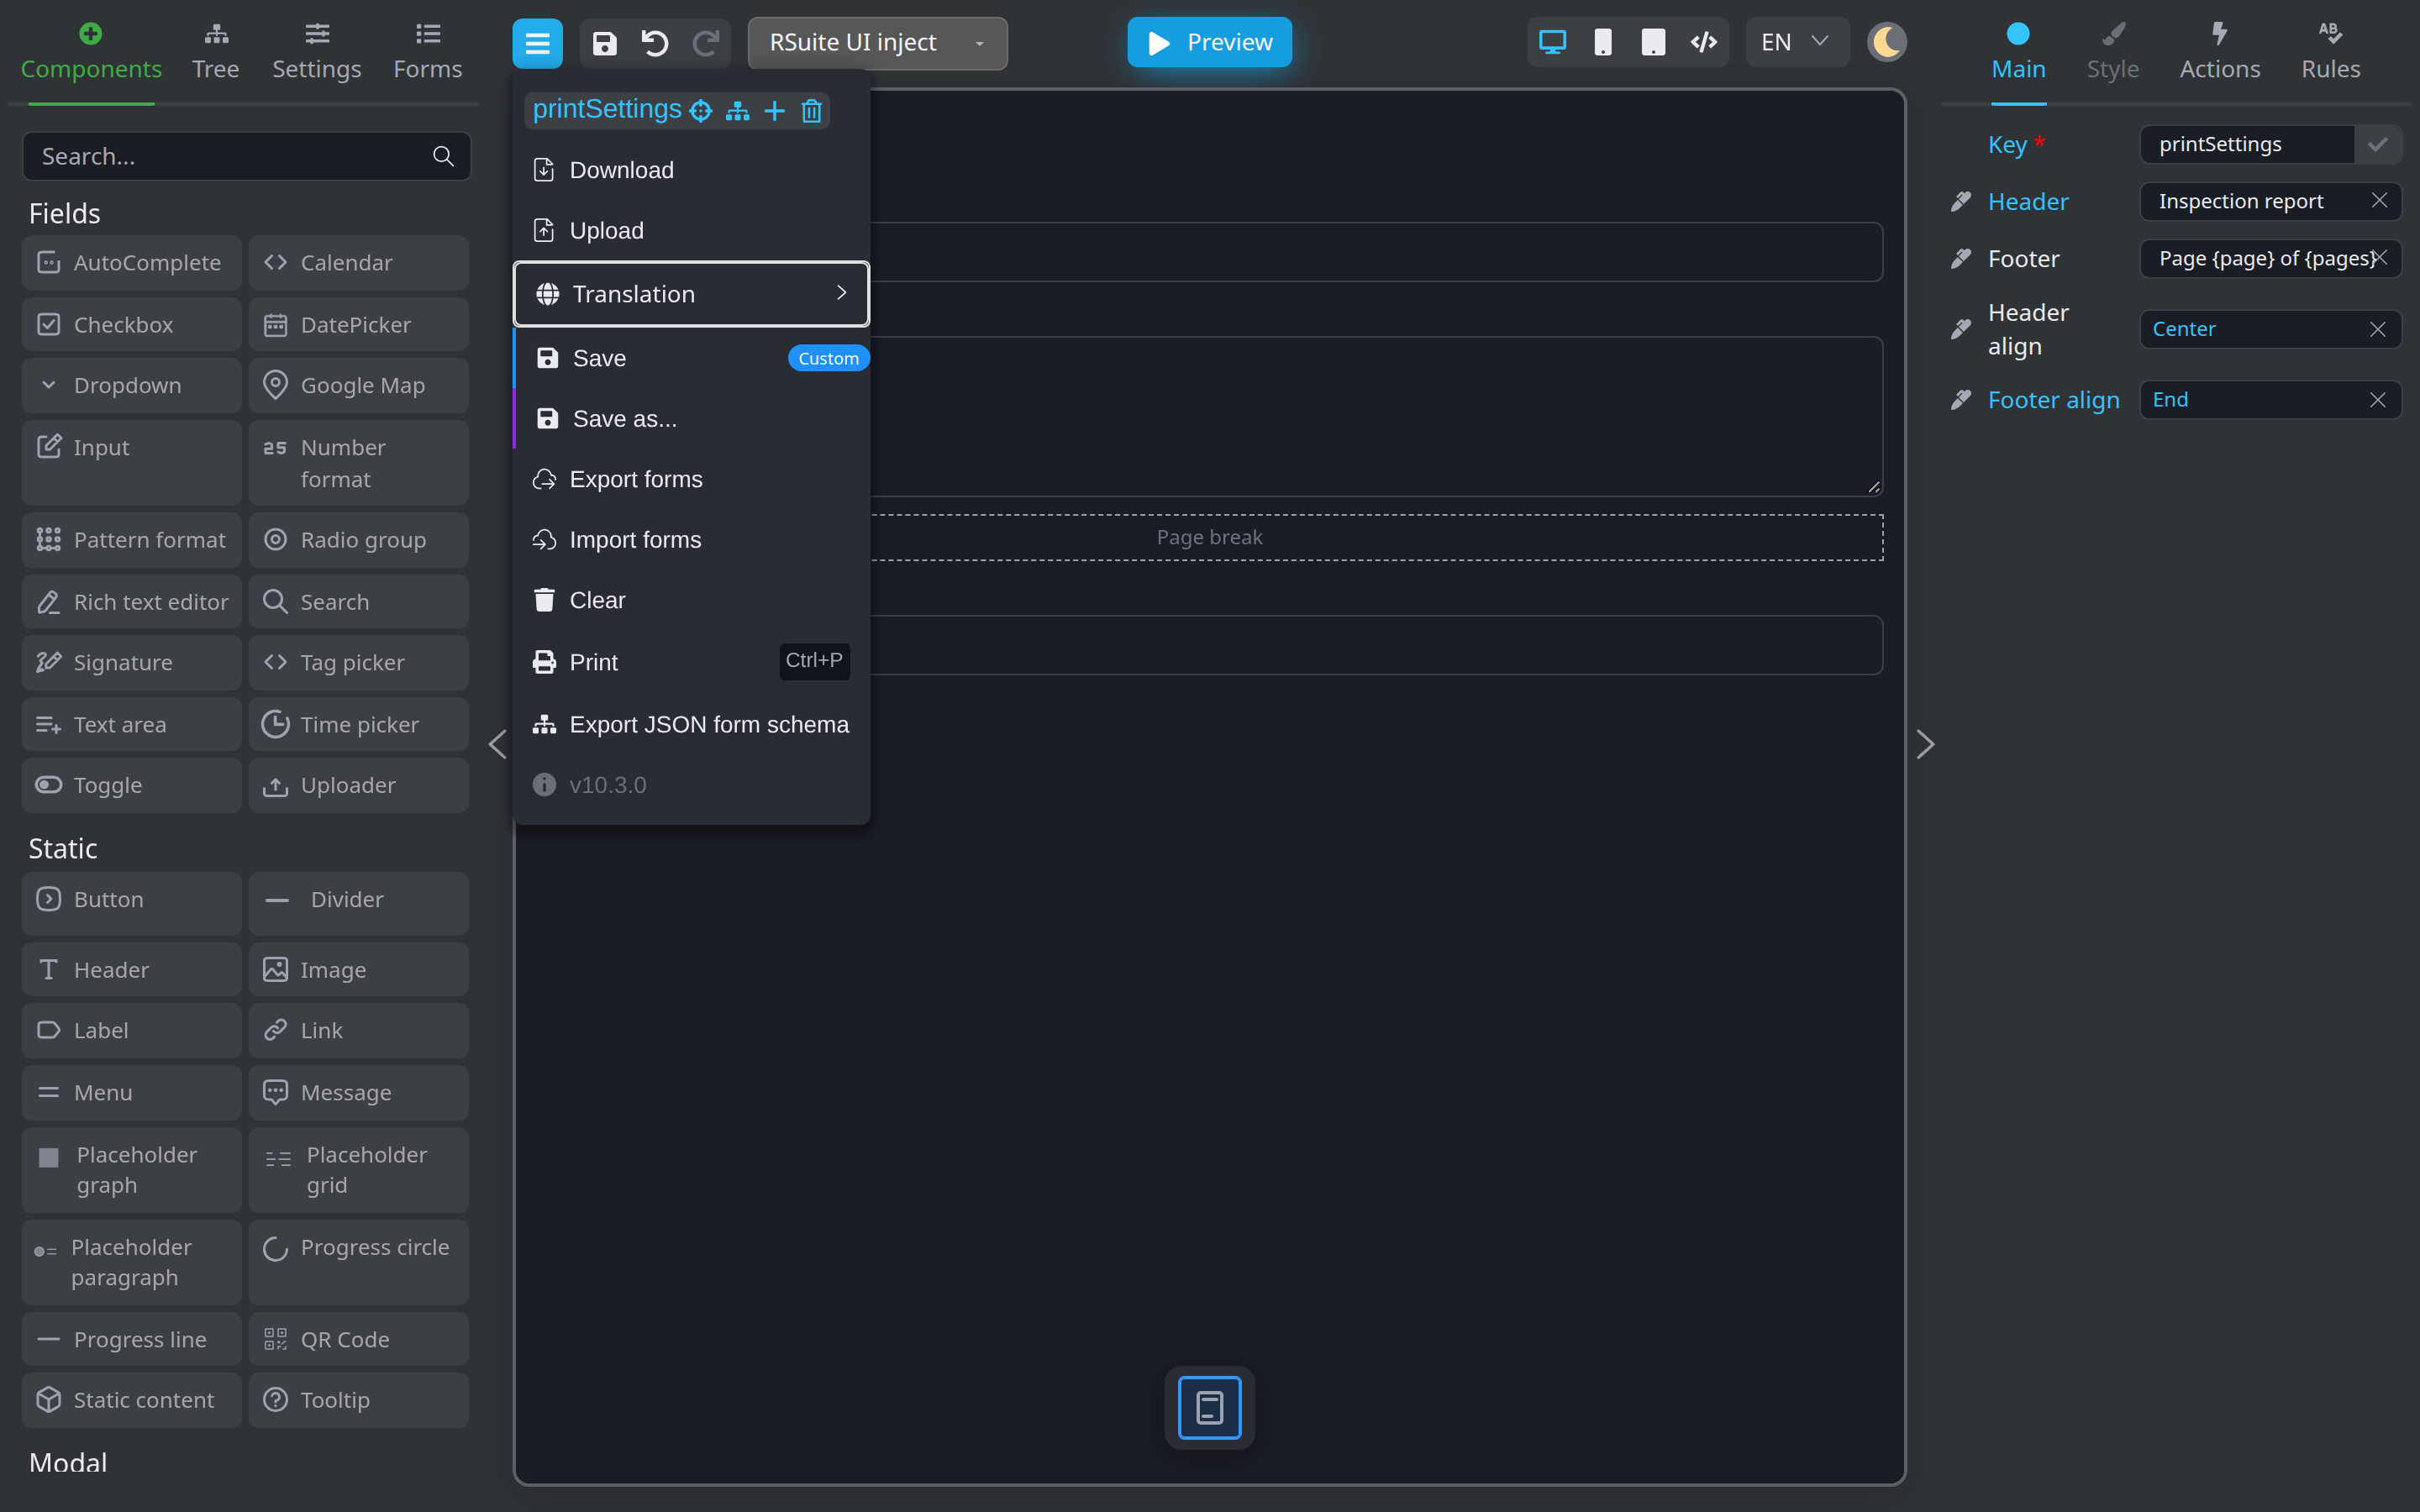 Components
Tree
Settings
Forms
Search...
Fields
AutoComplete
Calendar
Checkbox
DatePicker
Dropdown
Google Map
Input
Number
format
Pattern format
Radio group
Rich text editor
Search
Signature
Tag picker
Text area
Time picker
Toggle
Uploader
Static
Button
Divider
Header
Image
Label
Link
Menu
Message
Placeholder
graph
Placeholder
grid
Placeholder
paragraph
Progress circle
Progress line
QR Code
Static content
Tooltip
Modal
RSuite UI inject
Preview
EN
printSettings
Download
Upload
Translation
Save
Custom
Save as...
Export forms
Import forms
Clear
Print
Ctrl+P
Export JSON form schema
v10.3.0
Page break
Main
Style
Actions
AB
Rules
Key *
printSettings
Header
Inspection report
Footer
Page {page} of {pages}
Header
align
Center
Footer align
End